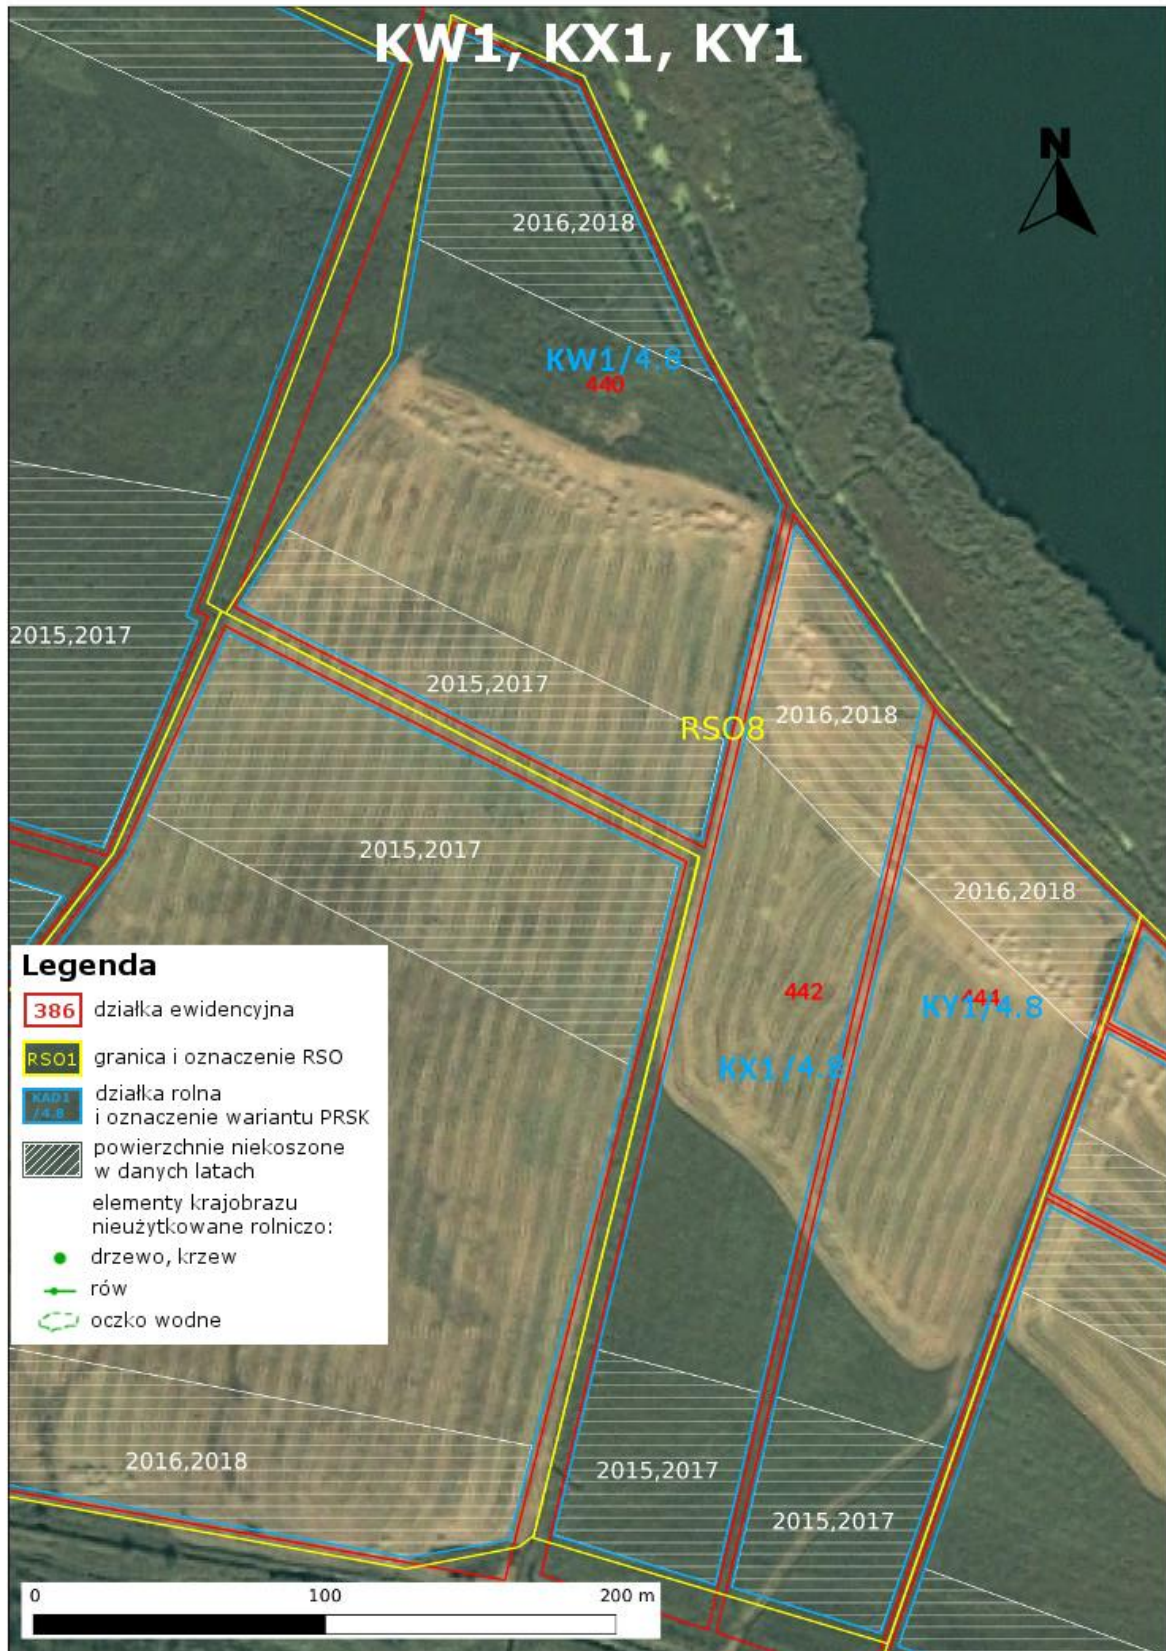 KW1, KX1, KY1
N
2016,2018
KW1/4.8
440
2015,2017
2015,2017
RSO8
2016,2018
2015,2017
2016,2018
442
KY1/4.8
KX1/4.8
Legenda
386 działka ewidencyjna
RSO1 granica i oznaczenie RSO
KAD1
/4.8
działka rolna
i oznaczenie wariantu PRSK
powierzchnie niekoszone
w danych latach
elementy krajobrazu
nieużytkowane rolniczo:
drzewo, krzew
rów
oczko wodne
2016,2018
2015,2017
2015,2017
0 100 200 m